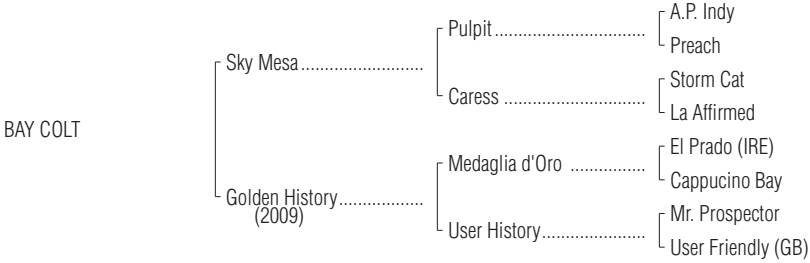 A.P. Indy
Pulpit
Preach
Sky Mesa
Storm Cat
Caress
La Affirmed
BAY COLT
El Prado (IRE)
Medaglia d'Oro
Cappucino Bay
Golden History
(2009)
Mr. Prospector
User History
User Friendly (GB)